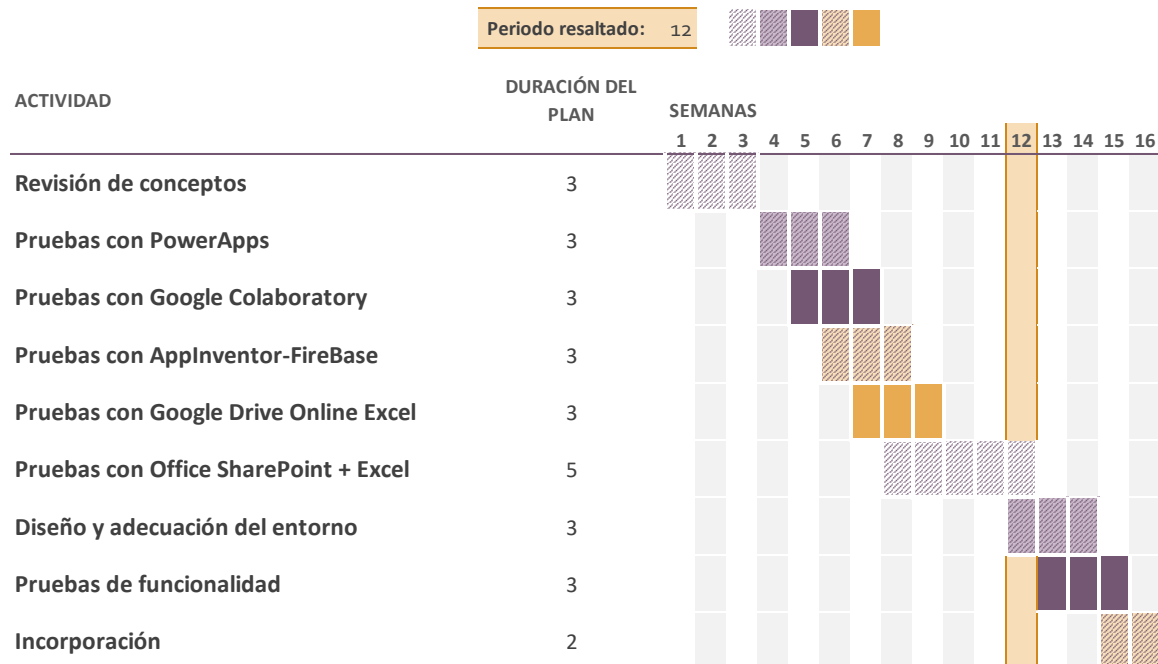 Periodo resaltado: 12
ACTIVIDAD
DURACIÓN DEL
PLAN
SEMANAS
1 2 3 4 5 6 7 8 9 10 11 12 13 14 15 16
Revisión de conceptos 3
Pruebas con PowerApps 3
Pruebas con Google Colaboratory 3
Pruebas con AppInventor-FireBase 3
Pruebas con Google Drive Online Excel 3
Pruebas con Office SharePoint + Excel 5
Diseño y adecuación del entorno 3
Pruebas de funcionalidad 3
Incorporación 2